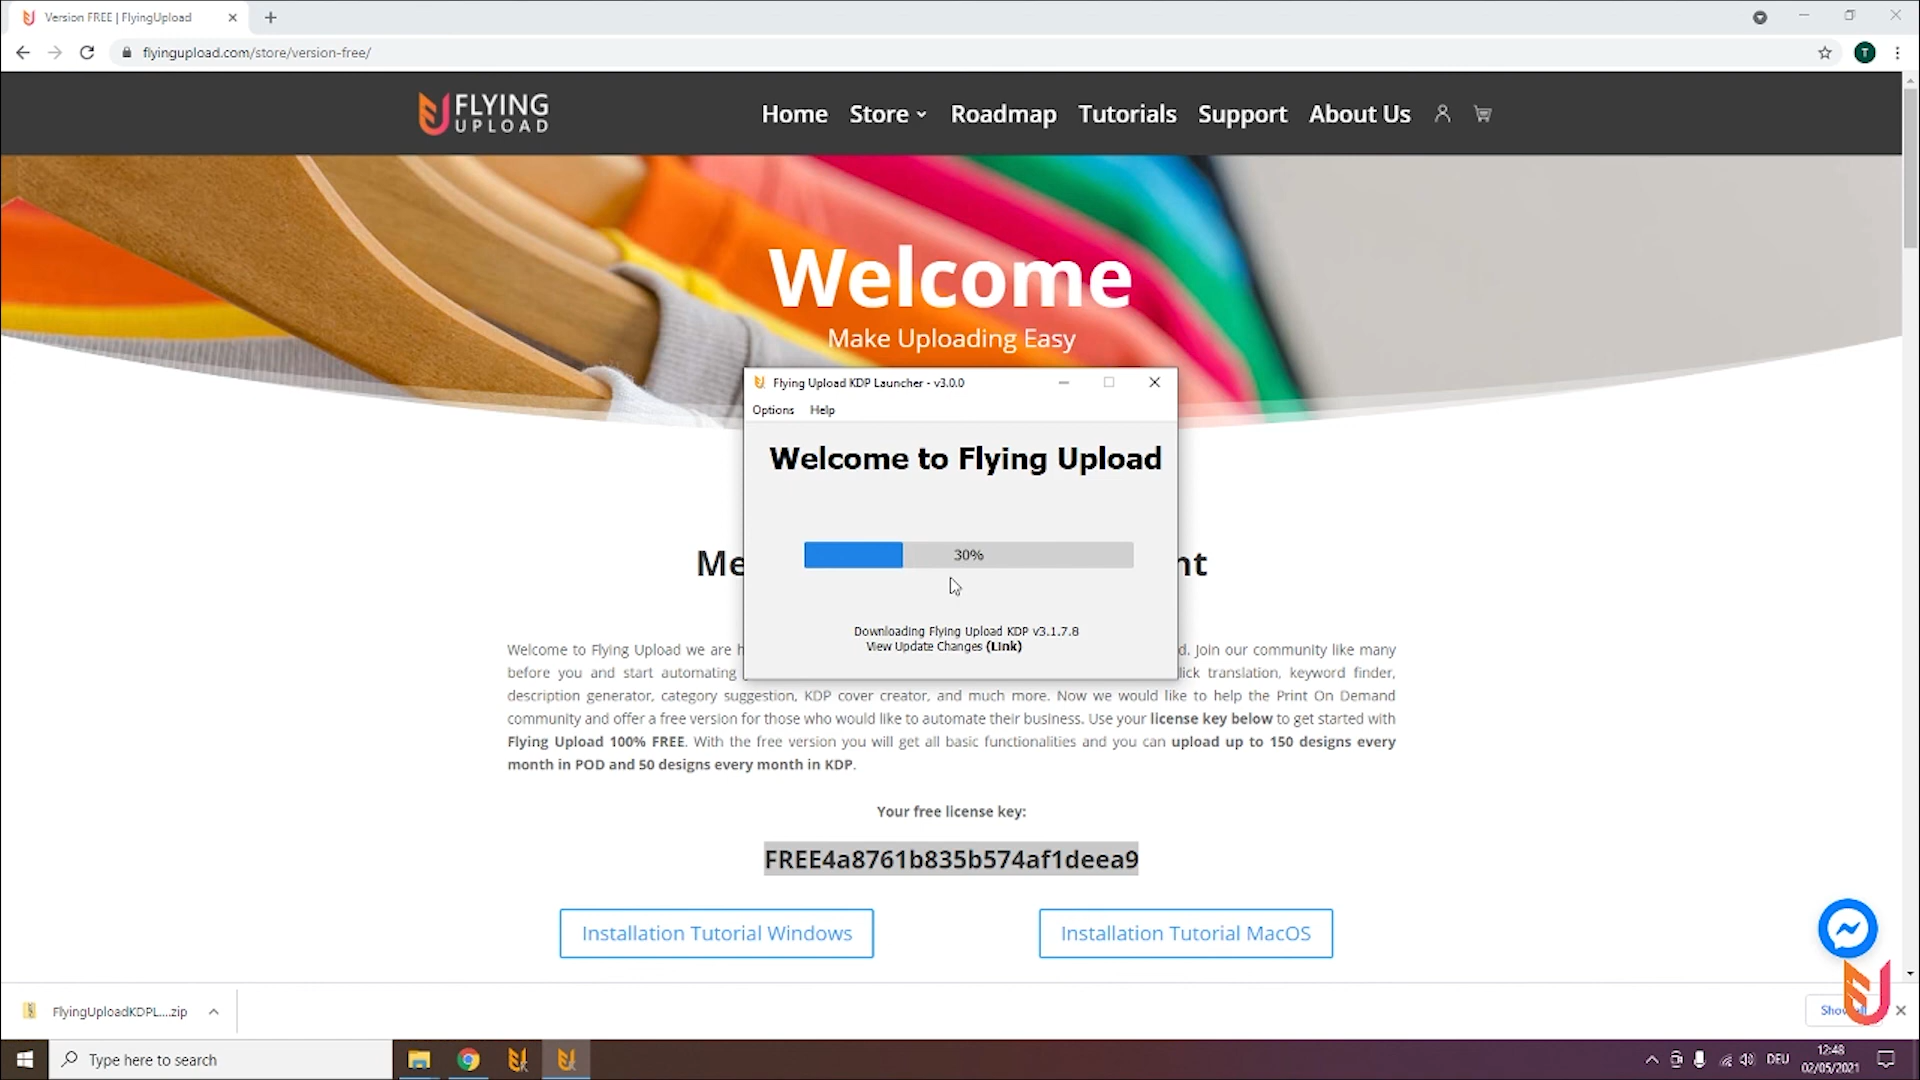 Version FREE | FlyingUpload
flyingupload.com/store/version-free/
FLYING
UPLOAD
Home Store Roadmap Tutorials Support About Us
Welcome
Make Uploading Easy
Flying Upload KDP Launcher - v3.0.0
Options Help
Welcome to Flying Upload
30%
Downloading Flying Upload KDP v3.1.7.8
View Update Changes (Link)
Welcome to Flying Upload we are
d. Join our community like many
before you and start automating
lick translation, keyword finder,
description generator, category suggestion, KDP cover creator, and much more. Now we would like to help the Print On Demand
community and offer a free version for those who would like to automate their business. Use your license key below to get started with
Flying Upload 100% FREE. With the free version you will get all basic functionalities and you can upload up to 150 designs every
month in POD and 50 designs every month in KDP.
Your free license key:
FREE4a8761b835b574af1deea9
Installation Tutorial Windows
Installation Tutorial MacOS
FlyingUploadKDPL....zip
Type here to search
T
DEU
12:48
02/05/2021